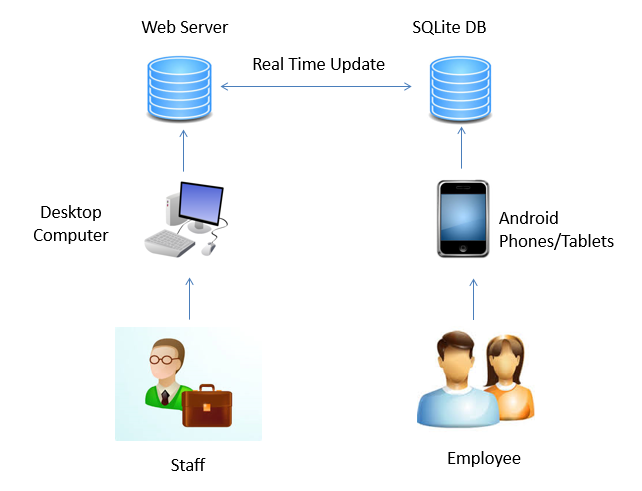 Web Server
SQLite DB
Real Time Update
Desktop
Computer
Android
Phones/Tablets
Staff
Employee